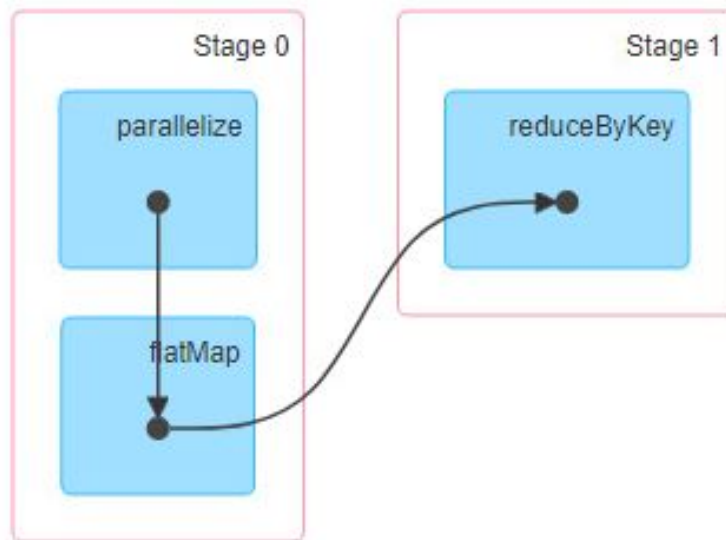 Stage 0
parallelize
flatMap
Stage 1
reduceByKey